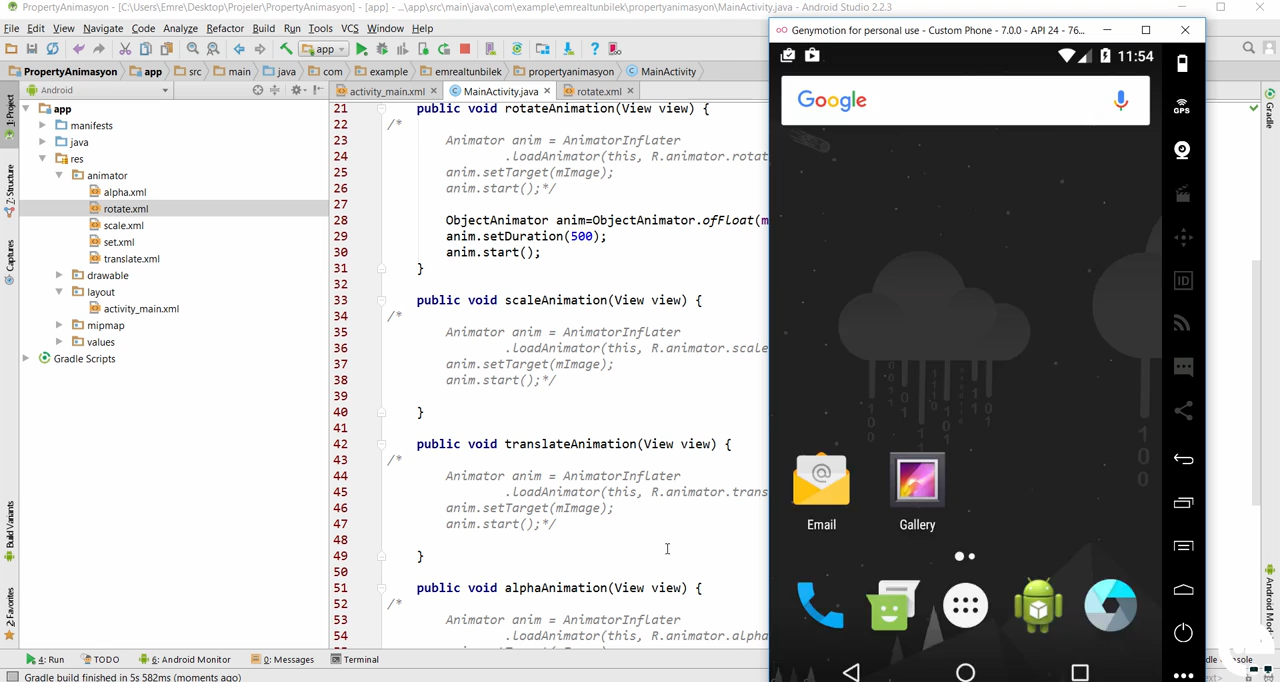 PropertyAnimasyon - [C:\Users\Emre\Desktop\Projeler\PropertyAnimasyon] - [app] - ...\app\src\main\java\com\example\emrealtunbilek\propertyanimasyon\MainActivity.java - Android Studio 2.2.3
File Edit View Navigate Code Analyze Refactor Build Run Tools VCS Window Help
app
PropertyAnimasyon app src main java com example emrealtunbilek propertyanimasyon MainActivity
Android
activity_main.xml MainActivity.java rotate.xml
1: Project
Z: Structure
Captures
Build Variants
2: Favorites
app
manifests
java
res
animator
alpha.xml
rotate.xml
scale.xml
set.xml
translate.xml
drawable
layout
activity_main.xml
mipmap
values
Gradle Scripts
21 public void rotateAnimation(View view) {
22 /*
23 Animator anim = AnimatorInflater
24 .loadAnimator(this, R.animator.rotat
25 anim.setTarget(mImage);
26 anim.start();*/
27
28 ObjectAnimator anim=ObjectAnimator.ofFloat(m
29 anim.setDuration(500);
30 anim.start();
31 }
32
33 public void scaleAnimation(View view) {
34 /*
35 Animator anim = AnimatorInflater
36 .loadAnimator(this, R.animator.scale
37 anim.setTarget(mImage);
38 anim.start();*/
39
40 }
41
42 public void translateAnimation(View view) {
43 /*
44 Animator anim = AnimatorInflater
45 .loadAnimator(this, R.animator.trans
46 anim.setTarget(mImage);
47 anim.start();*/
48
49 }
50
51 public void alphaAnimation(View view) {
52 /*
53 Animator anim = AnimatorInflater
54 .loadAnimator(this, R.animator.alpha
Genymotion for personal use - Custom Phone - 7.0.0 - API 24 - 76...
11:54
Google
Email
Gallery
GPS
ID
Gradle
4: Run TODO 6: Android Monitor 0: Messages Terminal
Gradle build finished in 5s 582ms (moments ago)